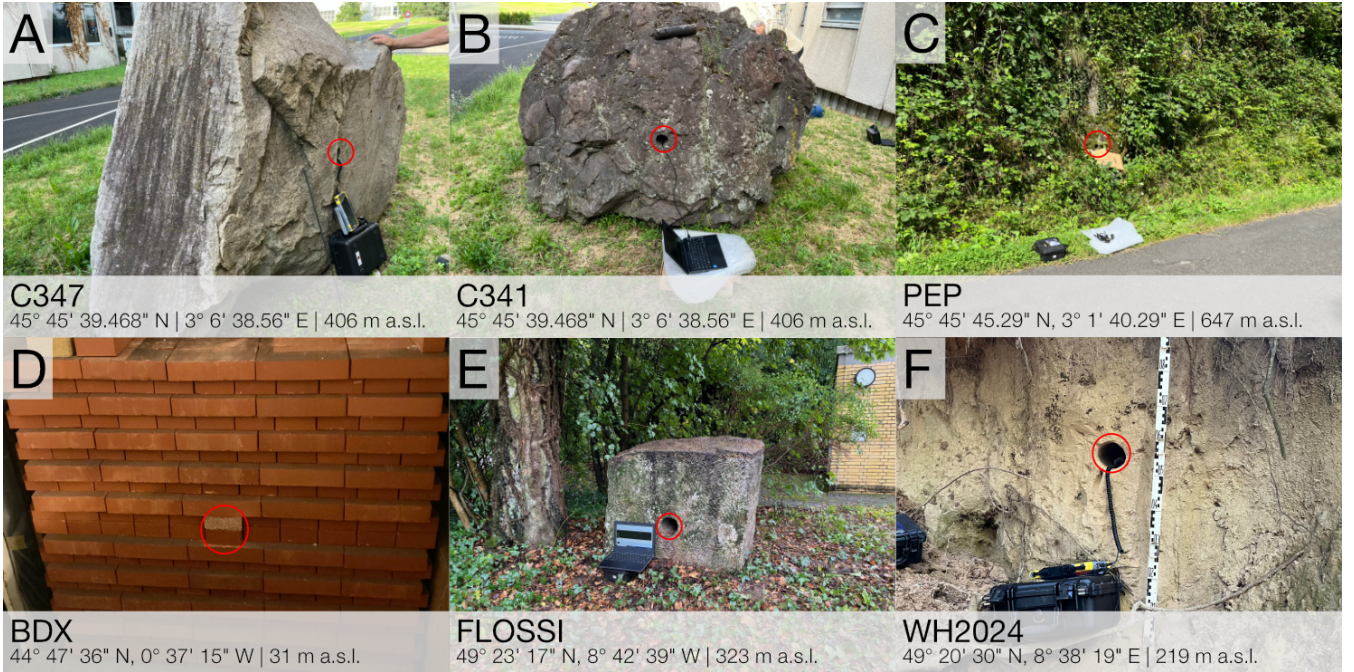 A
C347
45° 45' 39.468" N | 3° 6' 38.56" E | 406 m a.s.l.
B
C341
45° 45' 39.468" N | 3° 6' 38.56" E | 406 m a.s.l.
C
PEP
45° 45' 45.29" N, 3° 1' 40.29" E | 647 m a.s.l.
D
BDX
44° 47' 36" N, 0° 37' 15" W | 31 m a.s.l.
E
FLOSSI
49° 23' 17" N, 8° 42' 39" W | 323 m a.s.l.
F
WH2024
49° 20' 30" N, 8° 38' 19" E | 219 m a.s.l.